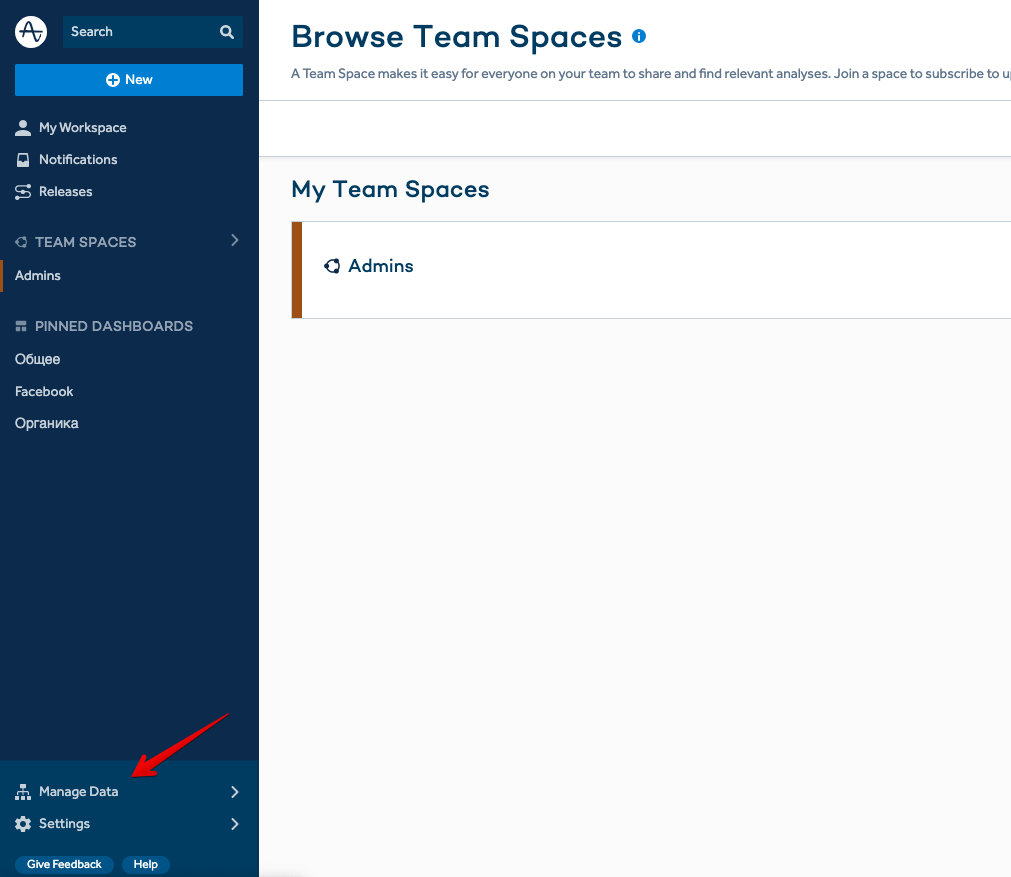 Search
New
My Workspace
Notifications
Releases
TEAM SPACES
Admins
PINNED DASHBOARDS
Общее
Facebook
Органика
Manage Data
Settings
Give Feedback
Help
Browse Team Spaces
A Team Space makes it easy for everyone on your team to share and find relevant analyses. Join a space to subscribe to
My Team Spaces
Admins